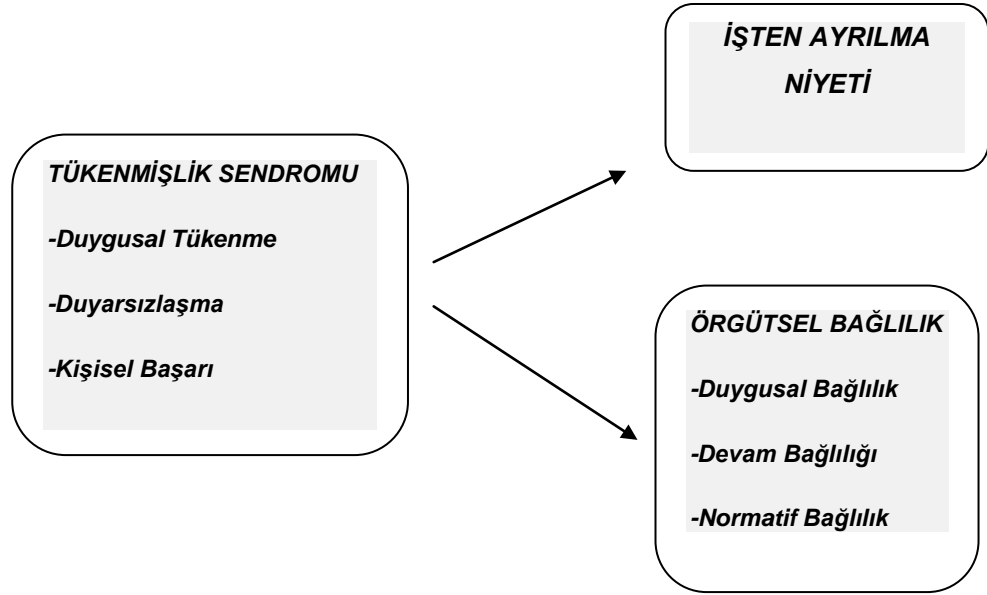 İŞTEN AYRILMA
NİYETİ
TÜKENMİŞLİK SENDROMU
-Duygusal Tükenme
-Duyarsızlaşma
-Kişisel Başarı
ÖRGÜTSEL BAĞLILIK
-Duygusal Bağlılık
-Devam Bağlılığı
-Normatif Bağlılık